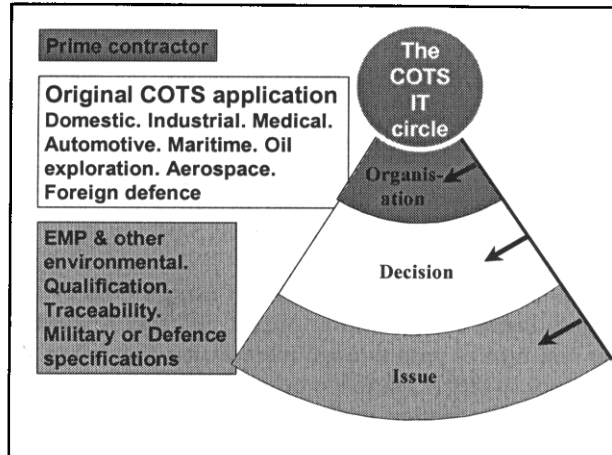 Prime contractor
Original COTS application
Domestic. Industrial. Medical.
Automotive. Maritime. Oil
exploration. Aerospace.
Foreign defence
EMP & other
environmental.
Qualification.
Traceability.
Military or Defence
specifications
The
COTS
IT
circle
Organis-
ation
Decision
Issue